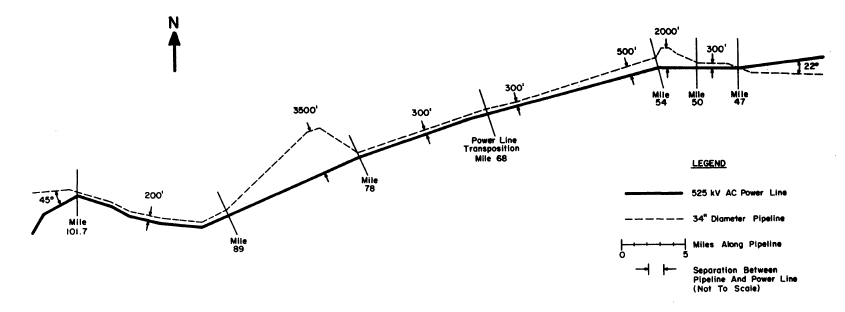 N
2000'
500'
300'
22°
Mile
54
Mile
50
Mile
47
3500'
300'
300'
Power Line
Transposition
Mile 68
Mile
78
45°
200'
Mile
101.7
Mile
89
LEGEND
525 kV AC Power Line
34" Diameter Pipeline
0 5 Miles Along Pipeline
Separation Between
Pipeline And Power Line
(Not To Scale)